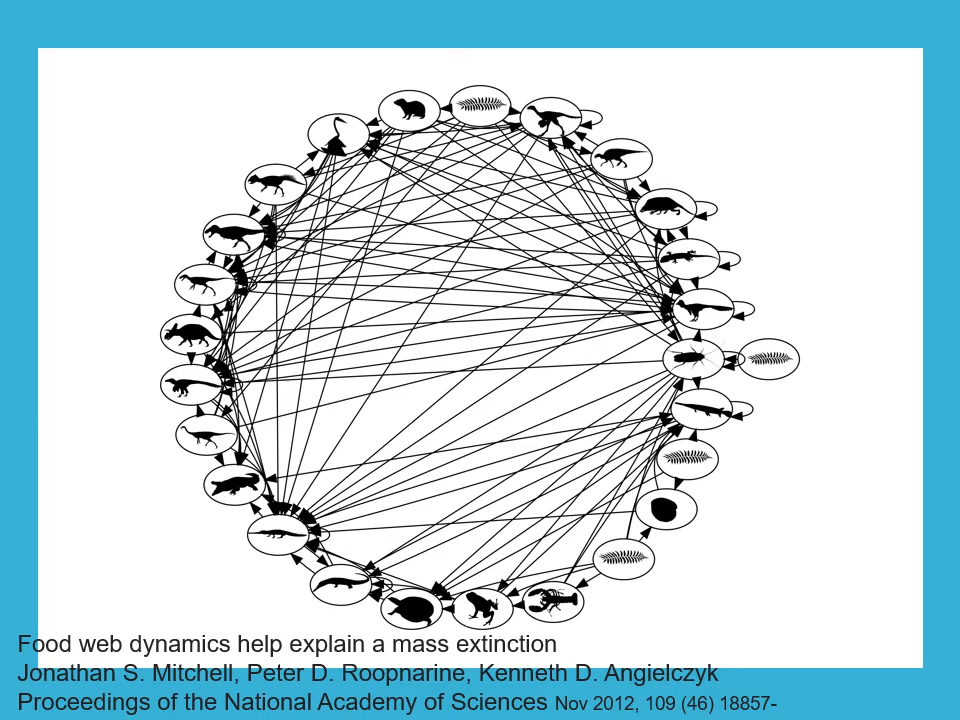 Food web dynamics help explain a mass extinction
Jonathan S. Mitchell, Peter D. Roopnarine, Kenneth D. Angielczyk
Proceedings of the National Academy of Sciences Nov 2012, 109 (46) 18857-